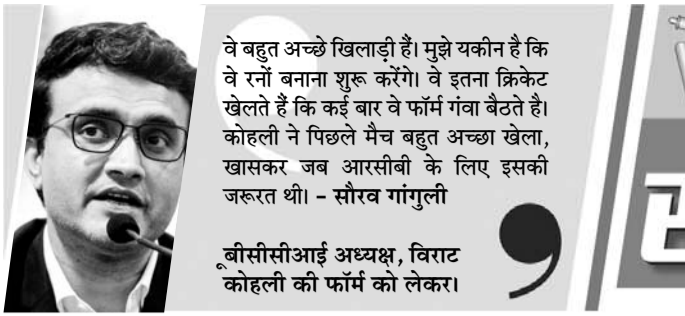 वे बहुत अच्छे खिलाड़ी हैं। मुझे यकीन है कि
वे रनों बनाना शुरू करेंगे। वे इतना क्रिकेट
खेलते हैं कि कई बार वे फॉर्म गंवा बैठते है।
कोहली ने पिछले मैच बहुत अच्छा खेला,
खासकर जब आरसीबी के लिए इसकी
जरूरत थी। – सौरव गांगुली
बीसीसीआई अध्यक्ष, विराट
कोहली की फॉर्म को लेकर।